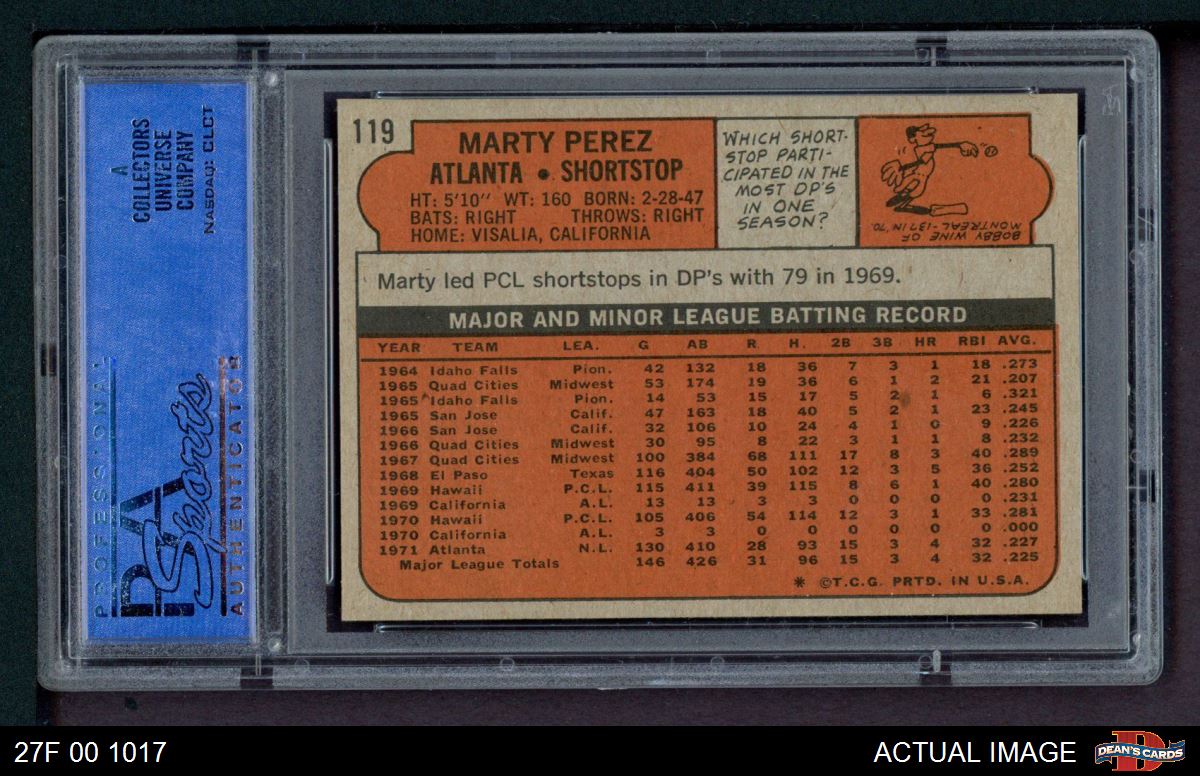 A
COLLECTORS
UNIVERSE
COMPANY
NASDAQ: CLCT
PROFESSIONAL
PSA
Sports
AUTHENTICATOR
119
MARTY PEREZ
ATLANTA • SHORTSTOP
HT: 5'10" WT: 160 BORN: 2-28-47
BATS: RIGHT THROWS: RIGHT
HOME: VISALIA, CALIFORNIA
WHICH SHORT-
STOP PARTI-
CIPATED IN THE
MOST DP'S
IN ONE
SEASON?
BOBBY WINE OF
MONTREAL-137 IN '70.
Marty led PCL shortstops in DP's with 79 in 1969.
MAJOR AND MINOR LEAGUE BATTING RECORD
YEAR TEAM LEA. G AB R. H. 2B 3B HR RBI AVG.
1964 Idaho Falls Pion. 42 132 18 36 7 3 1 18 .273
1965 Quad Cities Midwest 53 174 19 36 6 1 2 21 .207
1965 Idaho Falls Pion. 14 53 15 17 5 2 1 6 .321
1965 San Jose Calif. 47 163 18 40 5 2 1 23 .245
1966 San Jose Calif. 32 106 10 24 4 1 0 9 .226
1966 Quad Cities Midwest 30 95 8 22 3 1 1 8 .232
1967 Quad Cities Midwest 100 384 68 111 17 8 3 40 .289
1968 El Paso Texas 116 404 50 102 12 3 5 36 .252
1969 Hawaii P.C.L. 115 411 39 115 8 6 1 40 .280
1969 California A.L. 13 13 3 3 0 0 0 0 .231
1970 Hawaii P.C.L. 105 406 54 114 12 3 1 33 .281
1970 California A.L. 3 3 0 0 0 0 0 0 .000
1971 Atlanta N.L. 130 410 28 93 15 3 4 32 .227
Major League Totals 146 426 31 96 15 3 4 32 .225
* ©T.C.G. PRTD. IN U.S.A.
27F 00 1017
ACTUAL IMAGE
DEAN'S CARDS